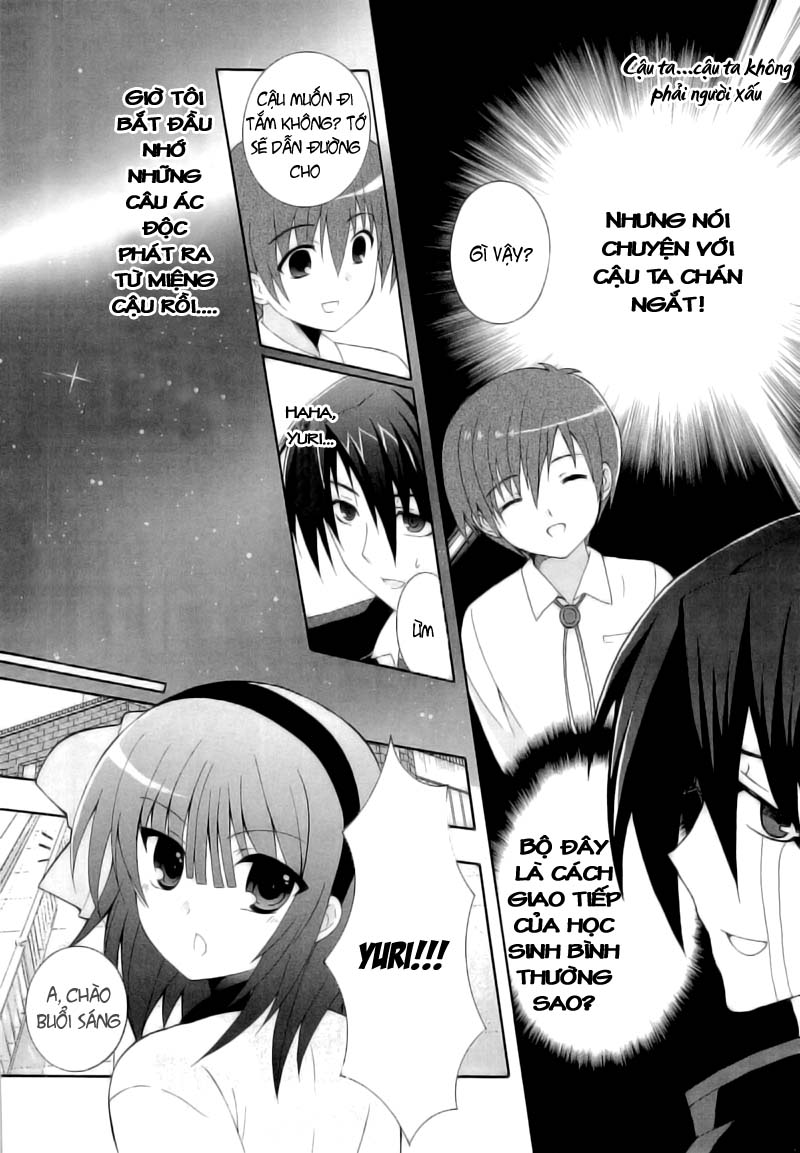 Cậu ta...cậu ta không
phải người xấu
NHƯNG NÓI
CHUYỆN VỚI
CẬU TA CHÁN
NGẮT!
GÌ VẬY?
BỘ ĐÂY
LÀ CÁCH
GIAO TIẾP
CỦA HỌC
SINH BÌNH
THƯỜNG
SAO?
CẬU MUỐN ĐI
TẮM KHÔNG? TỚ
SẼ DẪN ĐƯỜNG
CHO
HAHA,
YURI...
ỪM
GIỜ TÔI
BẮT ĐẦU
NHỚ
NHỮNG
CÂU ÁC
ĐỘC
PHÁT RA
TỪ MIỆNG
CẬU RỒI....
YURI!!!
A, CHÀO
BUỔI SÁNG